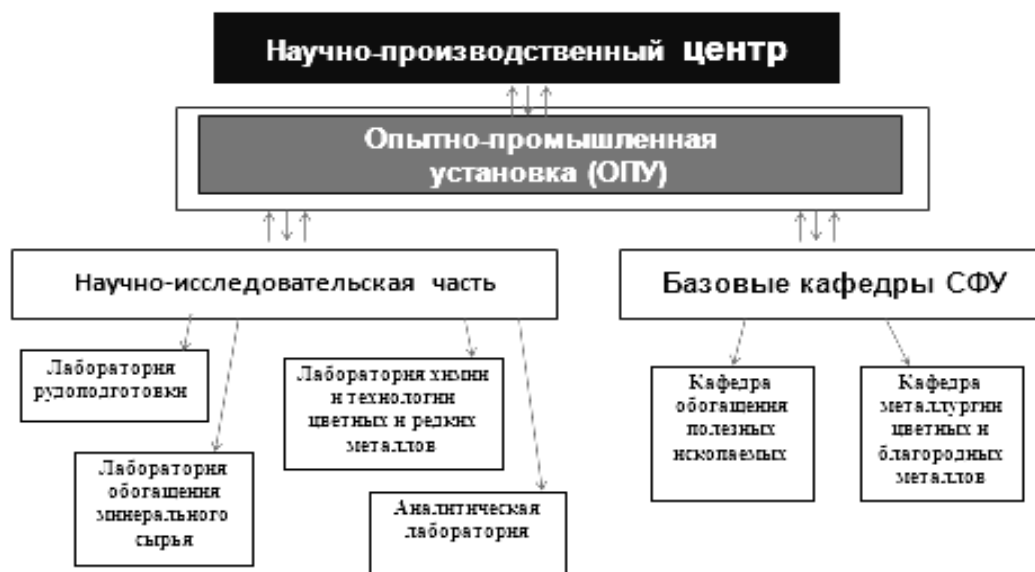 Научно-производственный центр
Опытно-промышленная
установка (ОПУ)
Научно-исследовательская часть
Базовые кафедры СФУ
Лаборатория
рудоподготовки
Лаборатория
обогащения
минерального
сырья
Лаборатория химии
и технологии
цветных и редких
металлов
Аналитическая
лаборатория
Кафедра
обогащения
полезных
ископаемых
Кафедра
металлургии
цветных и
благородных
металлов